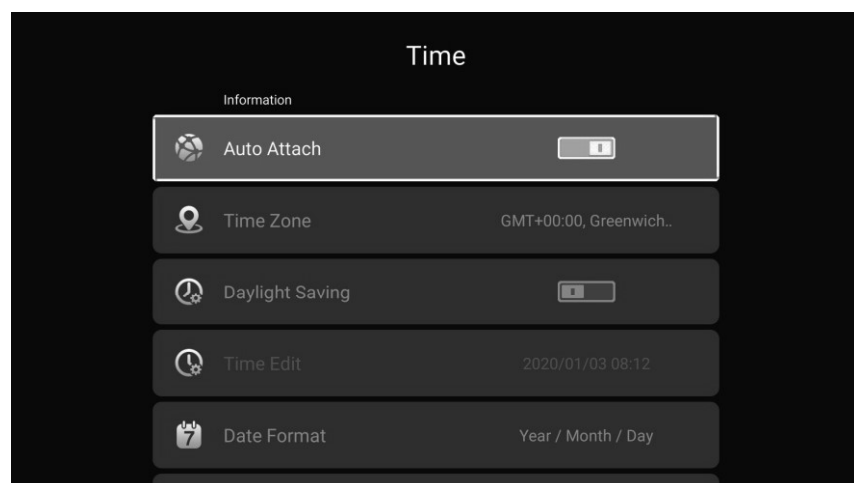 Time
Information
Auto Attach
Time Zone GMT+00:00, Greenwich..
Daylight Saving
Time Edit 2020/01/03 08:12
7 Date Format Year / Month / Day